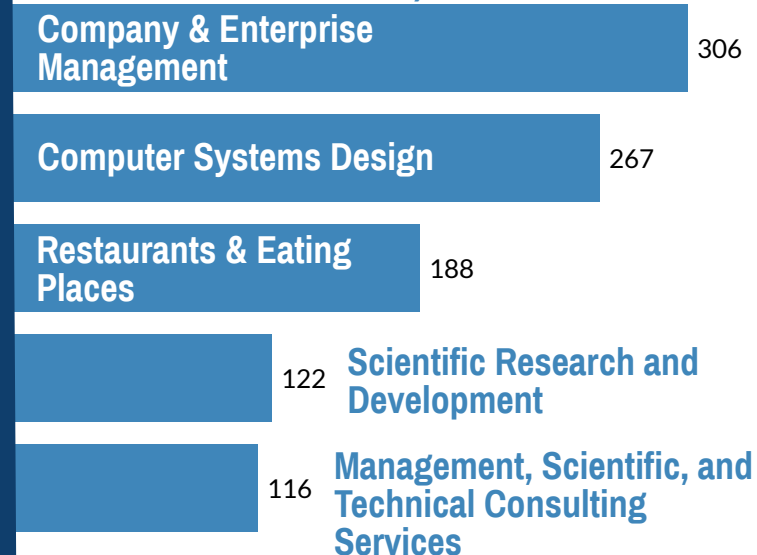 Company & Enterprise
Management
306
Computer Systems Design
267
Restaurants & Eating
Places
188
122
Scientific Research and
Development
116
Management, Scientific, and
Technical Consulting
Services